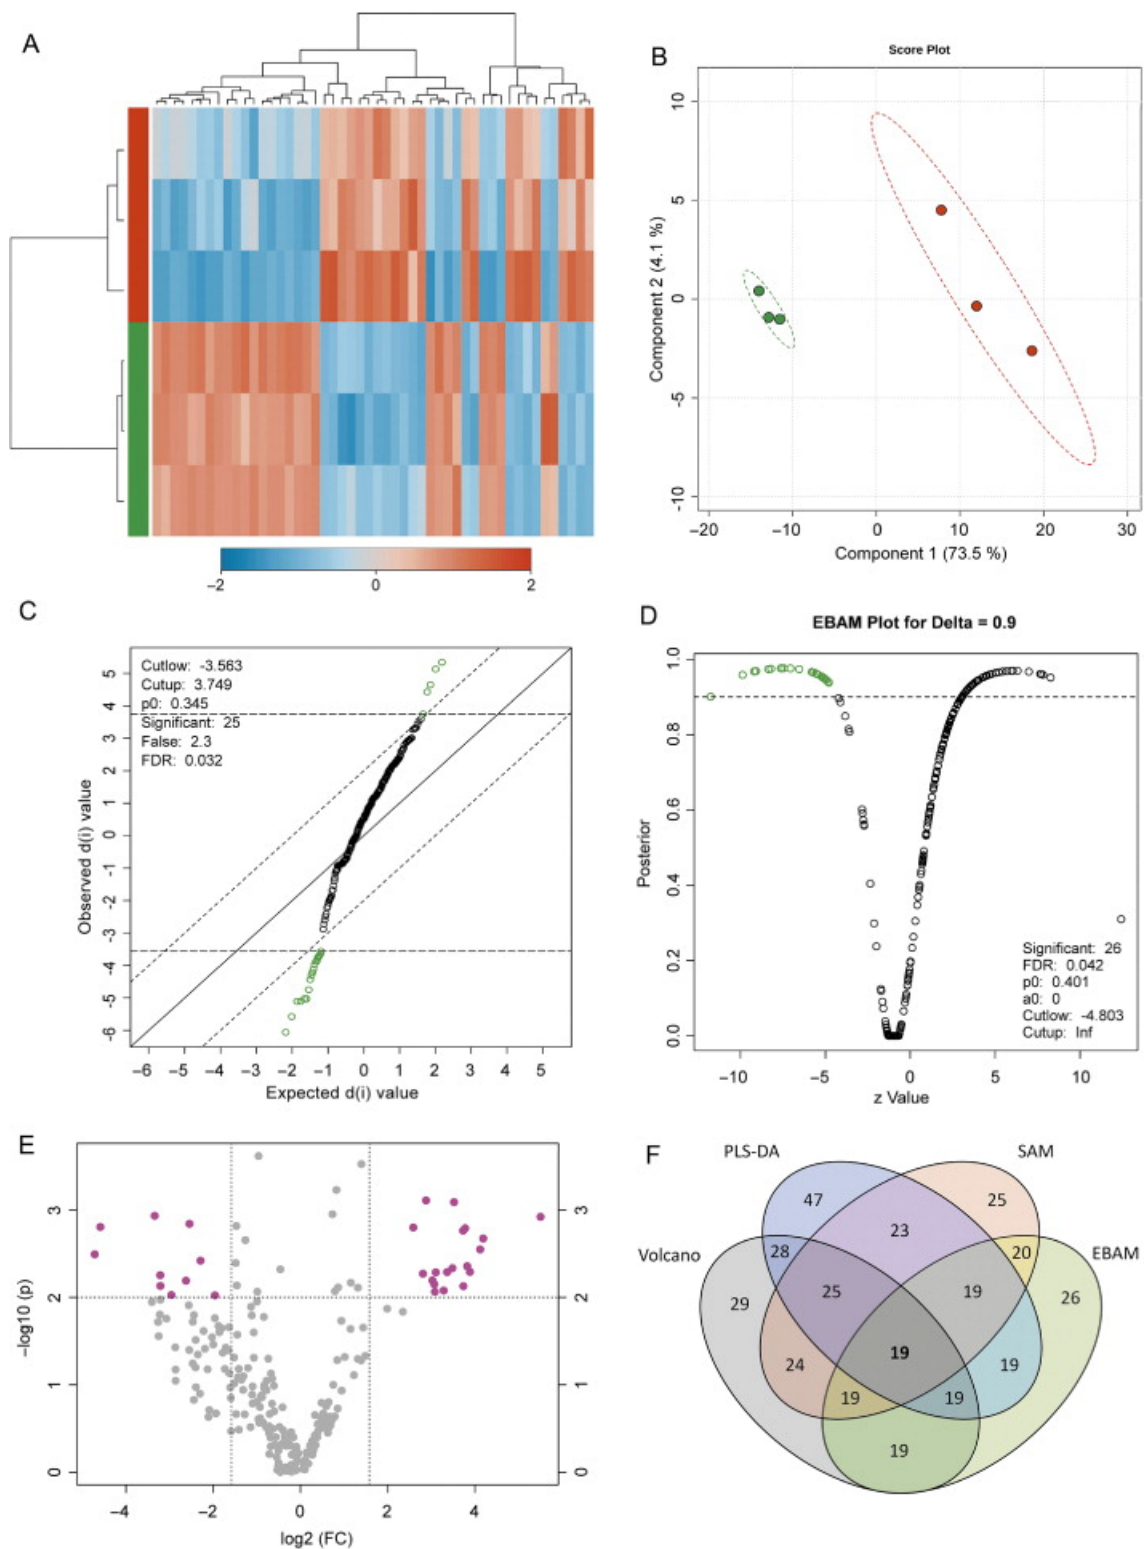 A
−2
0
2
B
Score Plot
Component 2 (4.1 %)
10
5
0
-5
-10
−20
−10
0
10
20
30
Component 1 (73.5 %)
C
Cutlow: -3.563
Cutup: 3.749
p0: 0.345
Significant: 25
False: 2.3
FDR: 0.032
Observed d(i) value
5
4
3
2
1
0
-1
-2
-3
-4
-5
-6
−6
−5
−4
−3
−2
−1
0
1
2
3
4
5
Expected d(i) value
D
EBAM Plot for Delta = 0.9
Posterior
1.0
0.8
0.6
0.4
0.2
0.0
Significant: 26
FDR: 0.042
p0: 0.401
a0: 0
Cutlow: -4.803
Cutup: Inf
−10
−5
0
5
10
z Value
E
−log10 (p)
3
2
1
0
3
2
1
0
−4
−2
0
2
4
log2 (FC)
F
PLS-DA
SAM
Volcano
EBAM
47
25
23
28
20
29
25
19
26
24
19
19
19
19
19